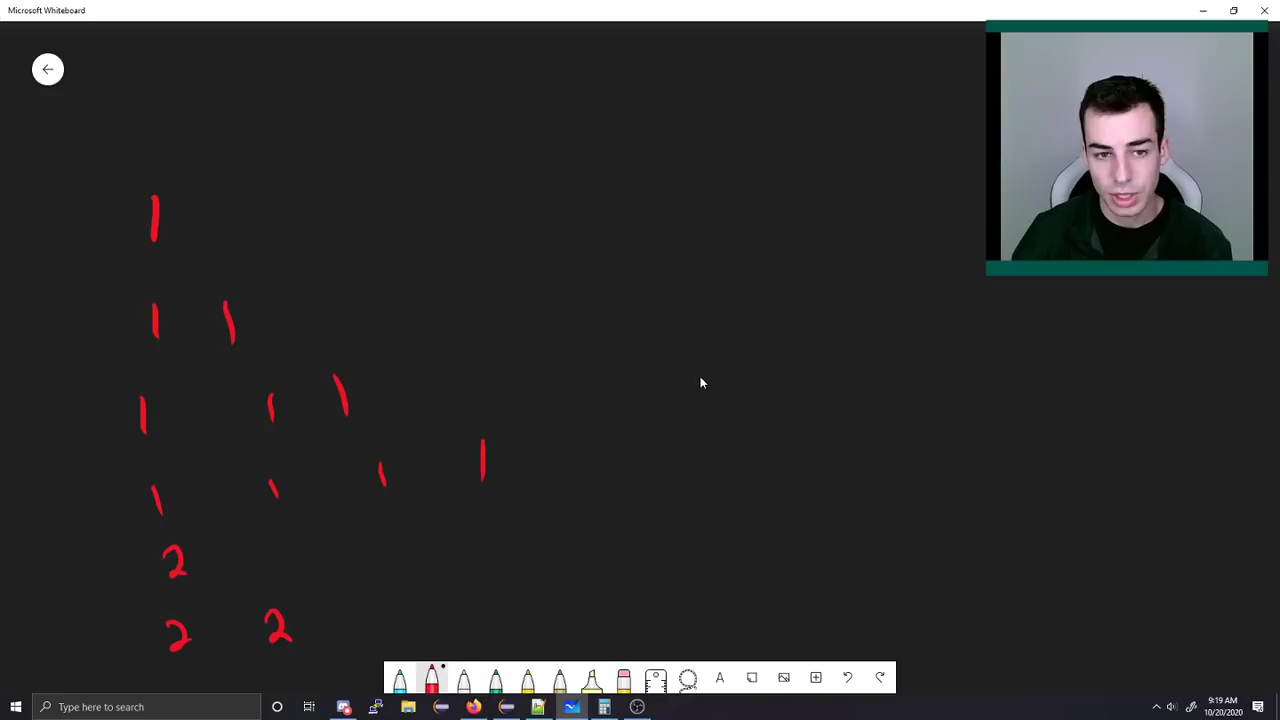 Microsoft Whiteboard
1
1 1
1 1 1
1 1 1 1
2
2 2
A
Type here to search
9:19 AM
10/20/2020